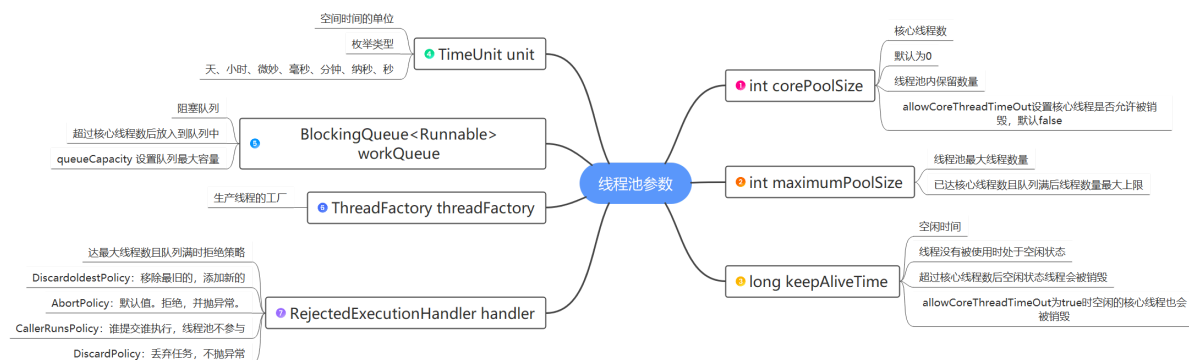 线程池参数
1 int corePoolSize
核心线程数
默认为0
线程池内保留数量
allowCoreThreadTimeOut设置核心线程是否允许被销
毁，默认false
2 int maximumPoolSize
线程池最大线程数量
已达核心线程数且队列满后线程数量最大上限
3 long keepAliveTime
空闲时间
线程没有被使用时处于空闲状态
超过核心线程数后空闲状态线程会被销毁
allowCoreThreadTimeOut为true时空闲的核心线程也会
被销毁
4 TimeUnit unit
空间时间的单位
枚举类型
天、小时、微妙、毫秒、分钟、纳秒、秒
5 BlockingQueue<Runnable>
workQueue
阻塞队列
超过核心线程数后放入到队列中
queueCapacity 设置队列最大容量
6 ThreadFactory threadFactory
生产线程的工厂
7 RejectedExecutionHandler handler
达最大线程数目队列满时拒绝策略
DiscardoldestPolicy：移除最旧的，添加新的
AbortPolicy：默认值。拒绝，并抛异常。
CallerRunsPolicy：谁提交谁执行，线程池不参与
DiscardPolicy：丢弃任务，不抛异常